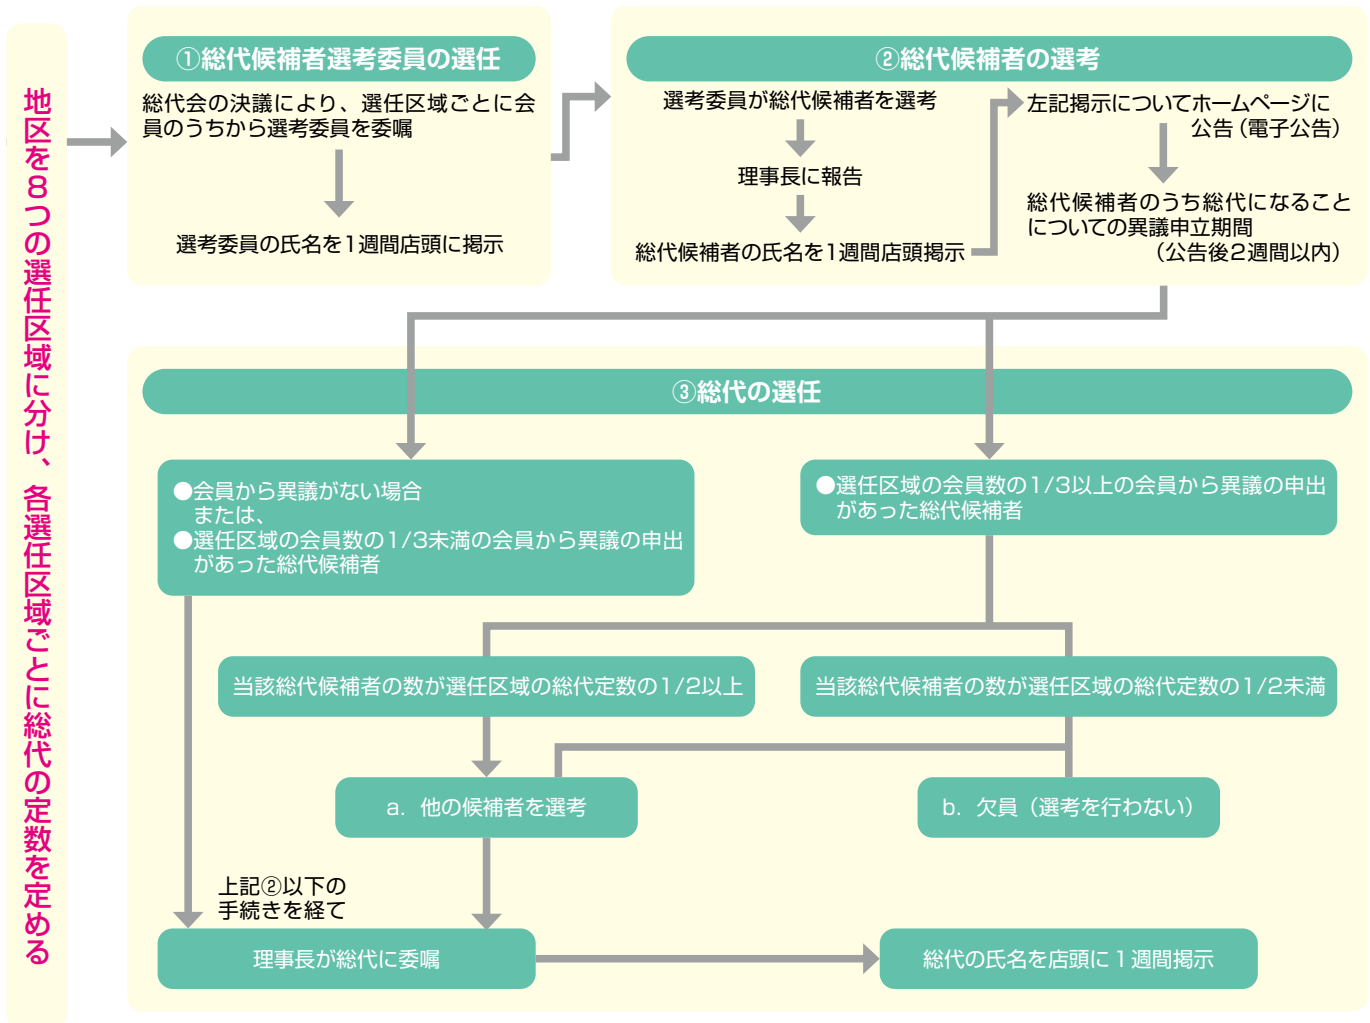 地区を８つの選任区域に分け、各選任区域ごとに総代の定数を定める
①総代候補者選考委員の選任
総代会の決議により、選任区域ごとに会
員のうちから選考委員を委嘱
選考委員の氏名を1週間店頭に掲示
②総代候補者の選考
選考委員が総代候補者を選考
理事長に報告
総代候補者の氏名を1週間店頭掲示
左記掲示についてホームページに
公告（電子公告）
総代候補者のうち総代になること
についての異議申立期間
（公告後2週間以内）
③総代の選任
●会員から異議がない場合
または、
●選任区域の会員数の1/3未満の会員から異議の申出
があった総代候補者
●選任区域の会員数の1/3以上の会員から異議の申出
があった総代候補者
当該総代候補者の数が選任区域の総代定数の1/2以上
当該総代候補者の数が選任区域の総代定数の1/2未満
a. 他の候補者を選考
b. 欠員（選考を行わない）
上記②以下の
手続きを経て
理事長が総代に委嘱
総代の氏名を店頭に１週間掲示